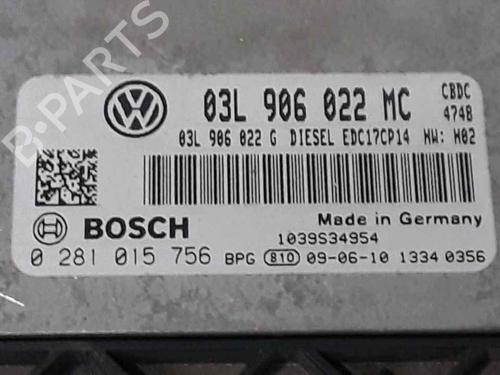 B-PARTS
03L 906 022 MC CBDC
4748
03L 906 022 G DIESEL EDC17CP14 HW: H02
Made in Germany
BOSCH 1039S34954
0 281 015 756 BPG 810 09-06-10 1334 0356